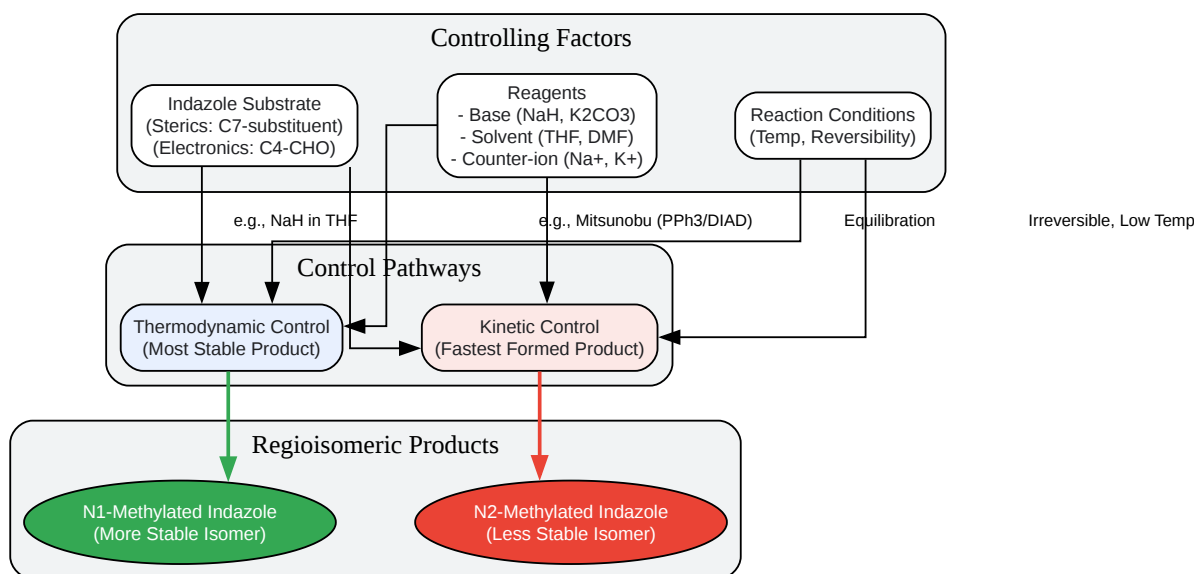 Controlling Factors
Indazole Substrate
(Sterics: C7-substituent)
(Electronics: C4-CHO)
Reagents
- Base (NaH, K2CO3)
- Solvent (THF, DMF)
- Counter-ion (Na+, K+)
Reaction Conditions
(Temp, Reversibility)
e.g., NaH in THF
e.g., Mitsunobu (PPh3/DIAD)
Equilibration
Irreversible, Low Temp
Control Pathways
Thermodynamic Control
(Most Stable Product)
Kinetic Control
(Fastest Formed Product)
Regioisomeric Products
N1-Methylated Indazole
(More Stable Isomer)
N2-Methylated Indazole
(Less Stable Isomer)